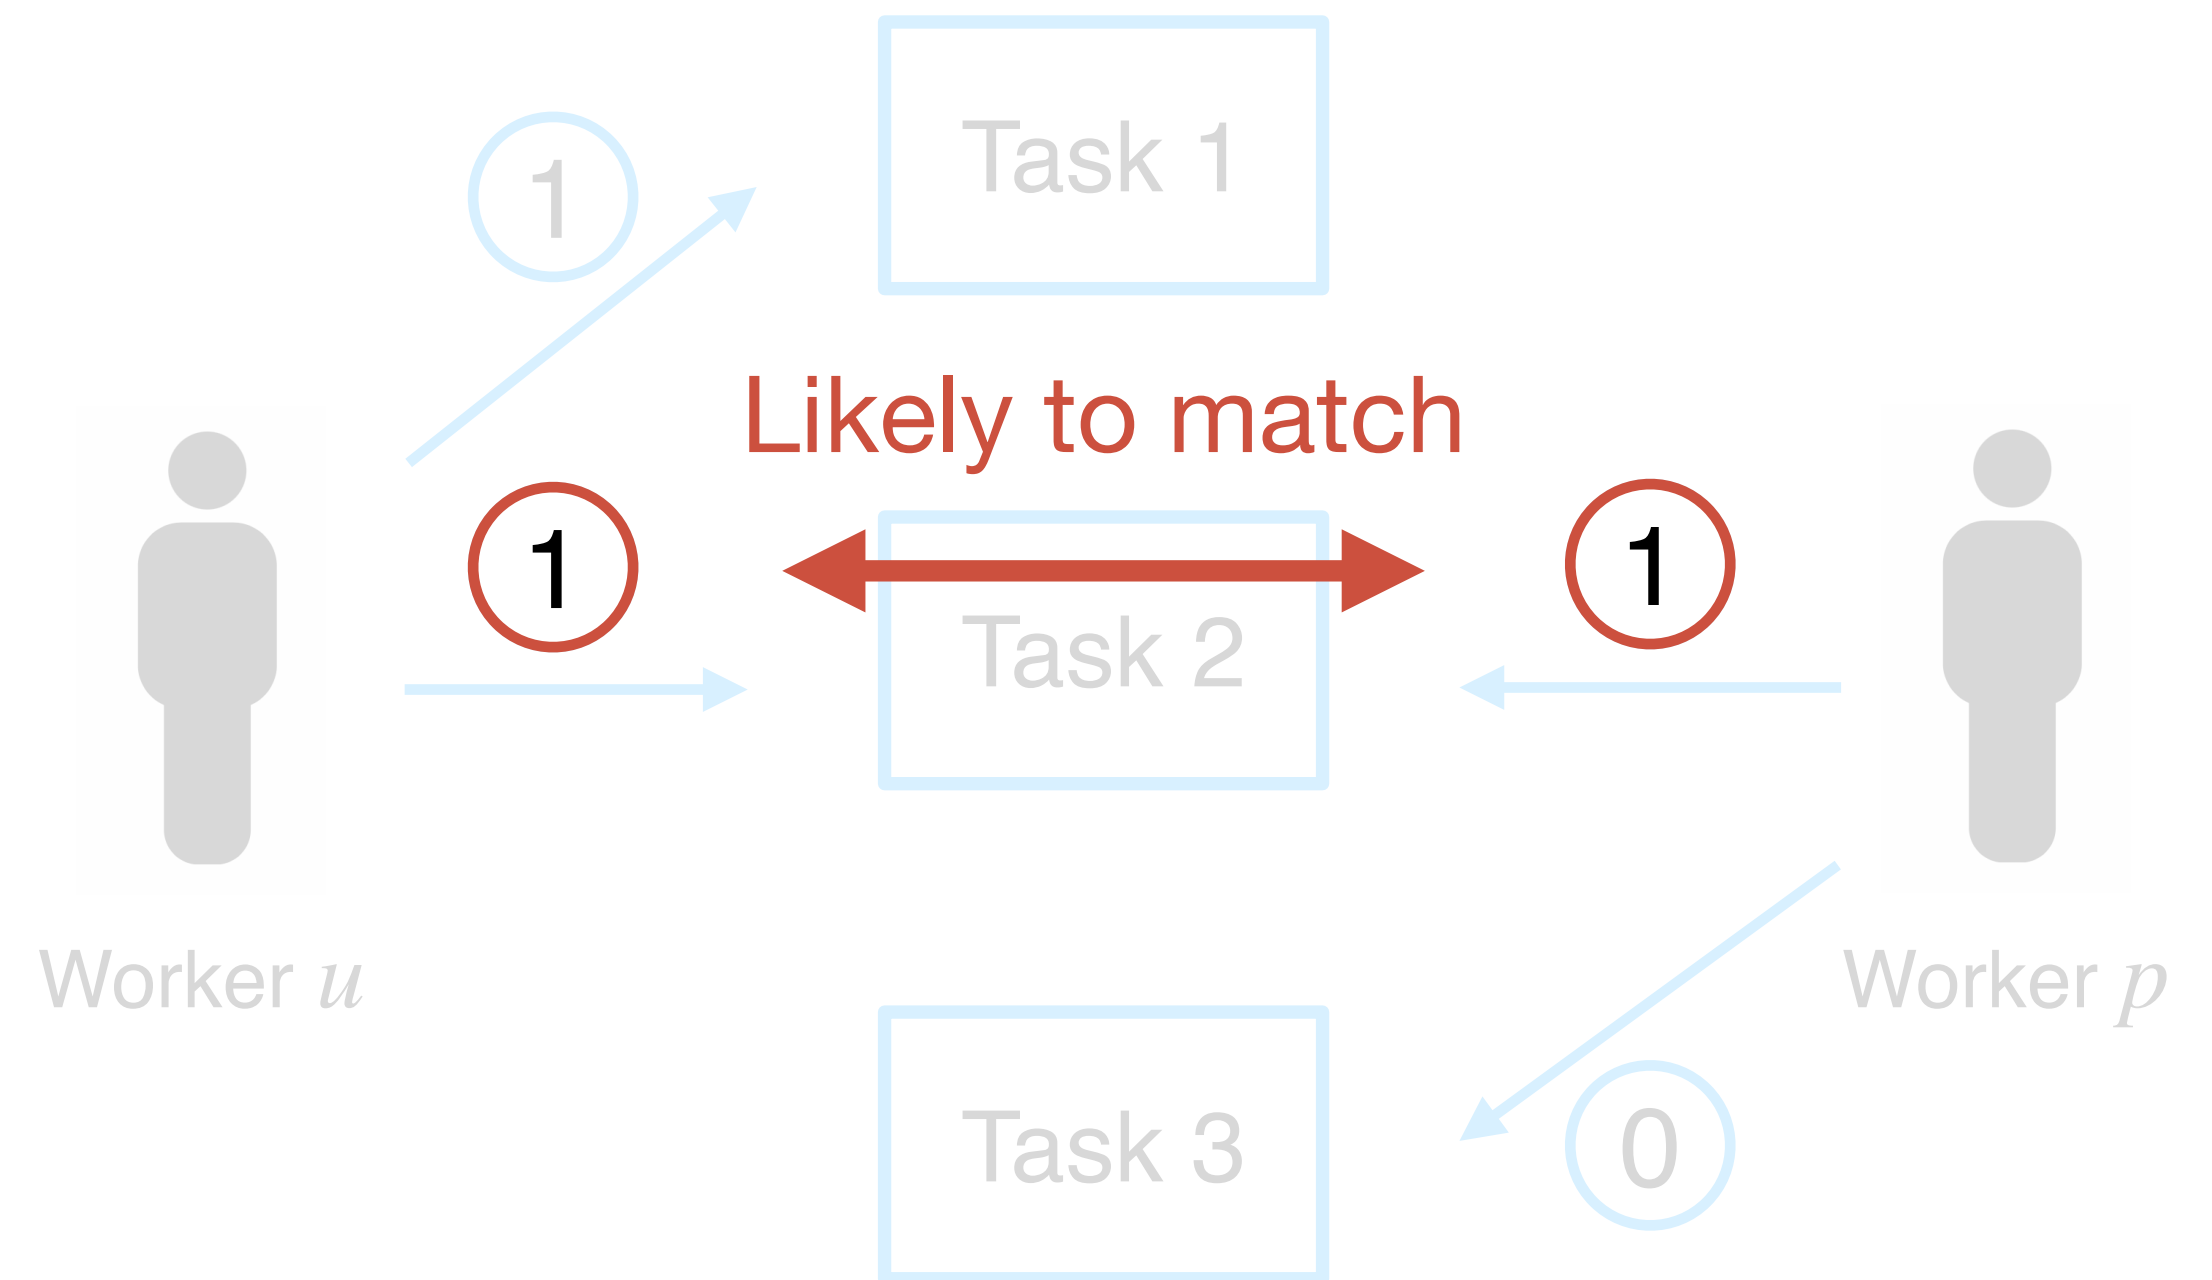 Task 1
1
Likely to match
1
1
Task 2
Worker u
Worker p
Task 3
0